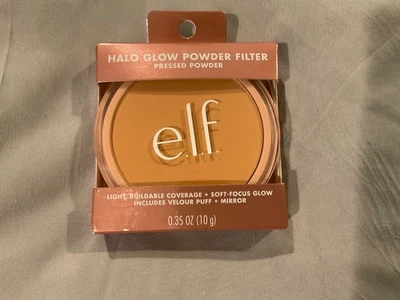 HALO GLOW POWDER FILTER
PRESSED POWDER
e.l.f.
LIGHT, BUILDABLE COVERAGE + SOFT-FOCUS GLOW
INCLUDES VELOUR PUFF + MIRROR
0.35 OZ (10 g)